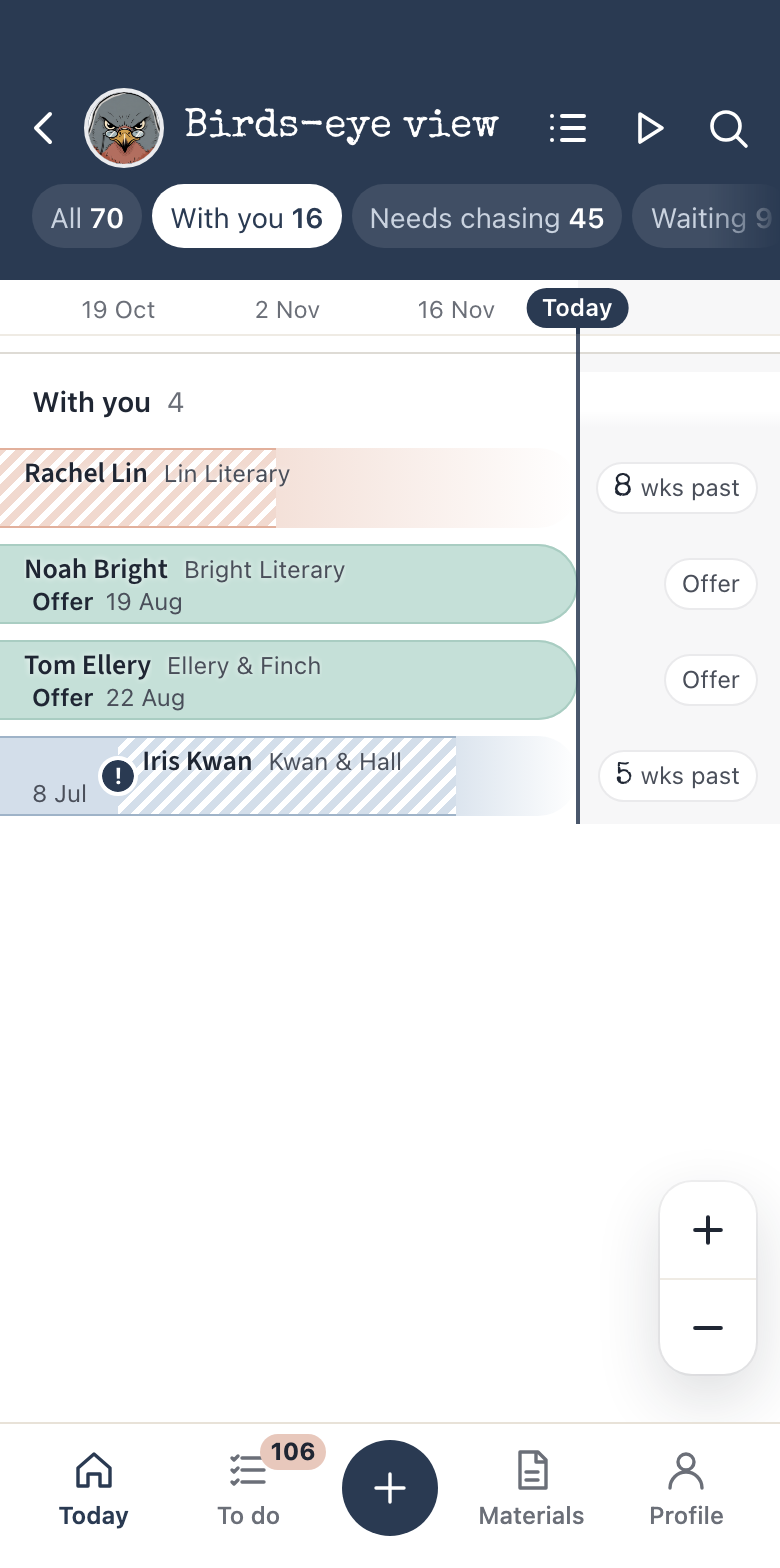 Birds-eye view
All 70 With you 16 Needs chasing 45 Waiting 9
19 Oct 2 Nov 16 Nov Today
With you 4
Rachel Lin Lin Literary
8 wks past
Noah Bright Bright Literary
Offer 19 Aug
Offer
Tom Ellery Ellery & Finch
Offer 22 Aug
Offer
! Iris Kwan Kwan & Hall
8 Jul
5 wks past
106
Today To do Materials Profile